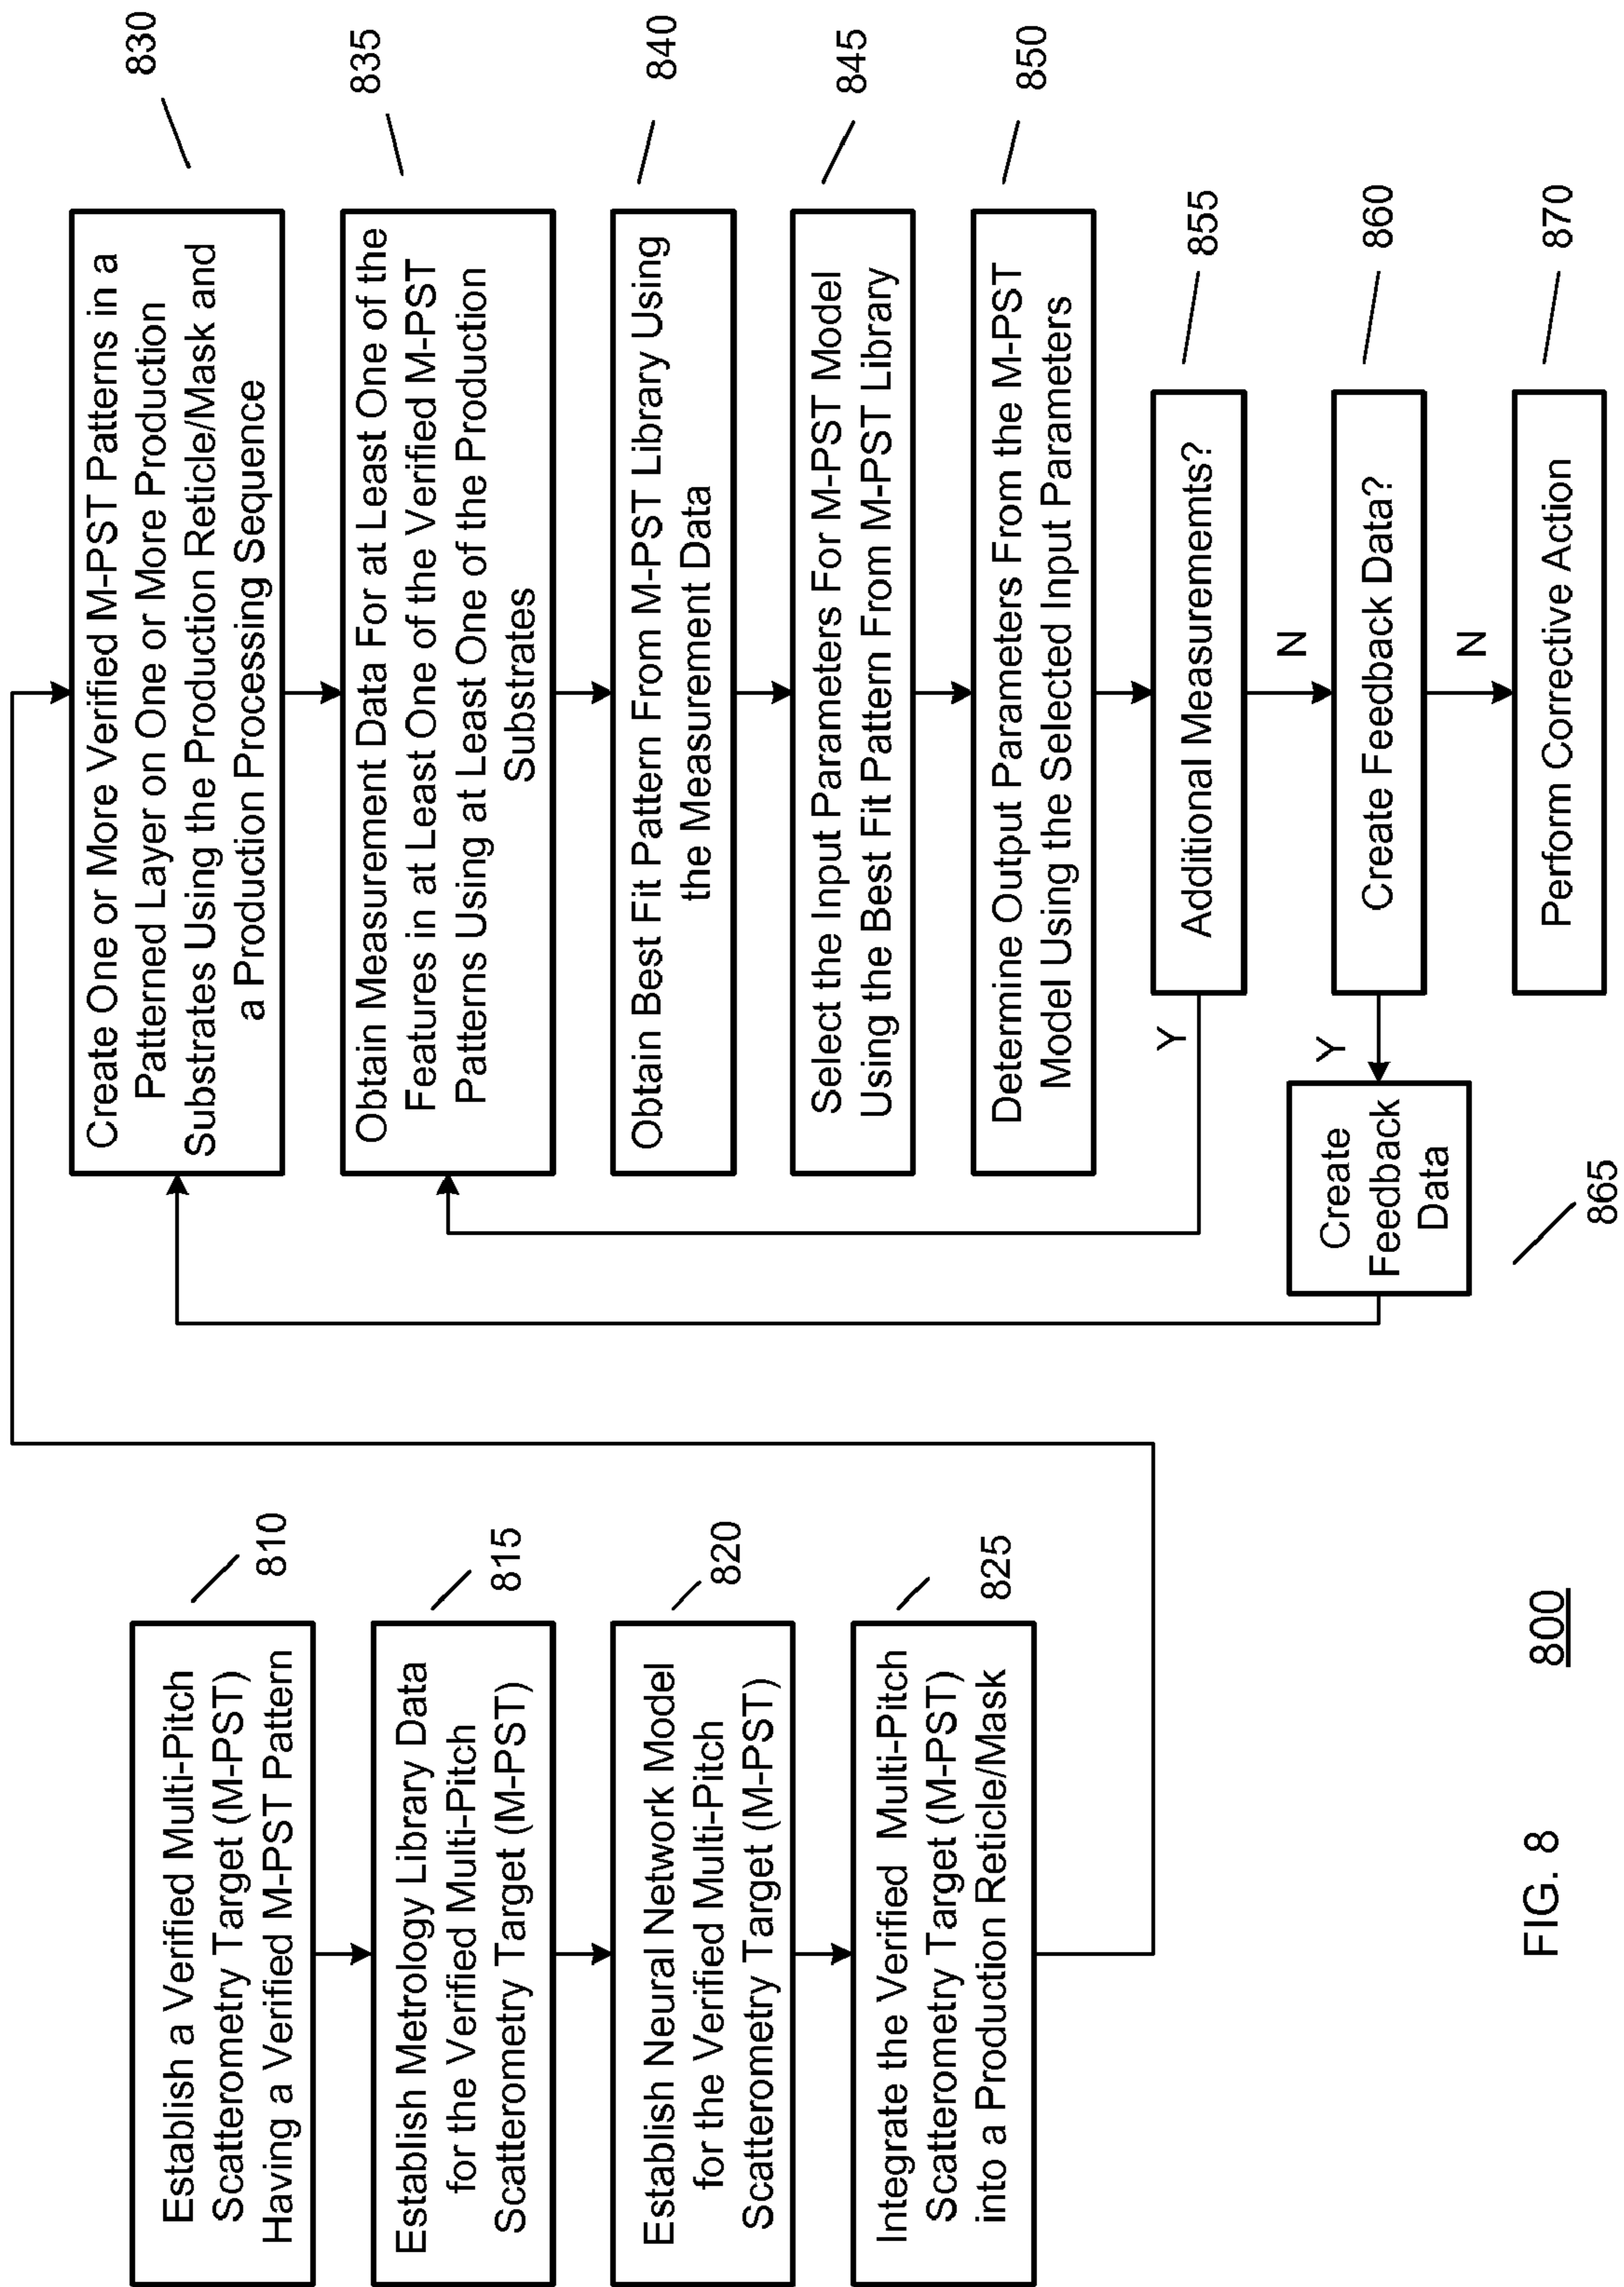 Establish a Verified Multi-Pitch
Scatterometry Target (M-PST)
Having a Verified M-PST Pattern
810
Establish Metrology Library Data
for the Verified Multi-Pitch
Scatterometry Target (M-PST)
815
Establish Neural Network Model
for the Verified Multi-Pitch
Scatterometry Target (M-PST)
820
Integrate the Verified Multi-Pitch
Scatterometry Target (M-PST)
into a Production Reticle/Mask
825
Create One or More Verified M-PST Patterns in a
Patterned Layer on One or More Production
Substrates Using the Production Reticle/Mask and
a Production Processing Sequence
830
Obtain Measurement Data For at Least One of the
Features in at Least One of the Verified M-PST
Patterns Using at Least One of the Production
Substrates
835
Obtain Best Fit Pattern From M-PST Library Using
the Measurement Data
840
Select the Input Parameters For M-PST Model
Using the Best Fit Pattern From M-PST Library
845
Determine Output Parameters From the M-PST
Model Using the Selected Input Parameters
850
Additional Measurements?
855
Y
N
Create Feedback Data?
860
Y
N
Create
Feedback
Data
865
Perform Corrective Action
870
FIG. 8
800